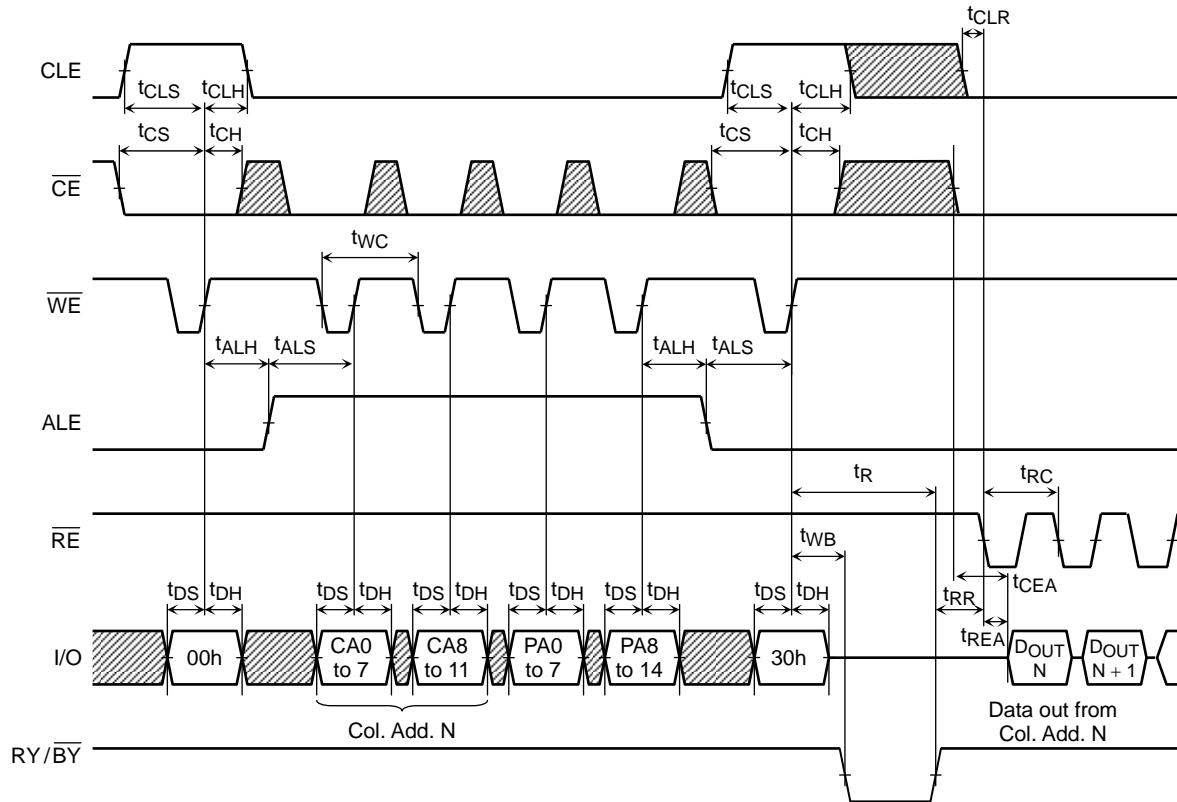 tCLR
CLE
tCLS tCLH tCLS tCLH
tCS tCH tCS tCH
CE
tWC
WE
tALH tALS tALH tALS
ALE
tR tRC
RE
tWB
tDS tDH tDS tDH tDS tDH tDS tDH tDS tDH tDS tDH tRR tCEA
tREA
I/O 00h CA0 to 7 CA8 to 11 PA0 to 7 PA8 to 14 30h DOUT N DOUT N + 1
Col. Add. N
Data out from
Col. Add. N
RY/BY